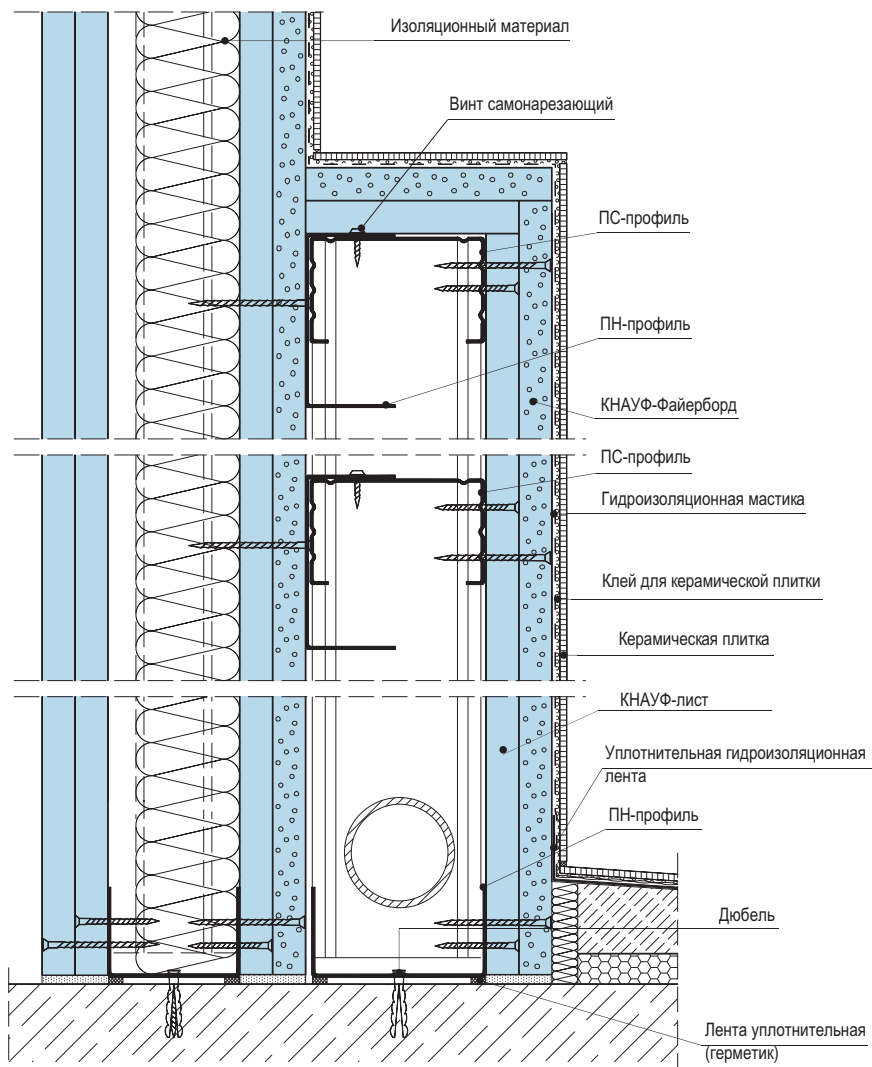 Изоляционный материал
Винт самонарезающий
ПС-профиль
ПН-профиль
КНАУФ-Файерборд
ПС-профиль
Гидроизоляционная мастика
Клей для керамической плитки
Керамическая плитка
КНАУФ-лист
Уплотнительная гидроизоляционная
лента
ПН-профиль
Дюбель
Лента уплотнительная
(герметик)